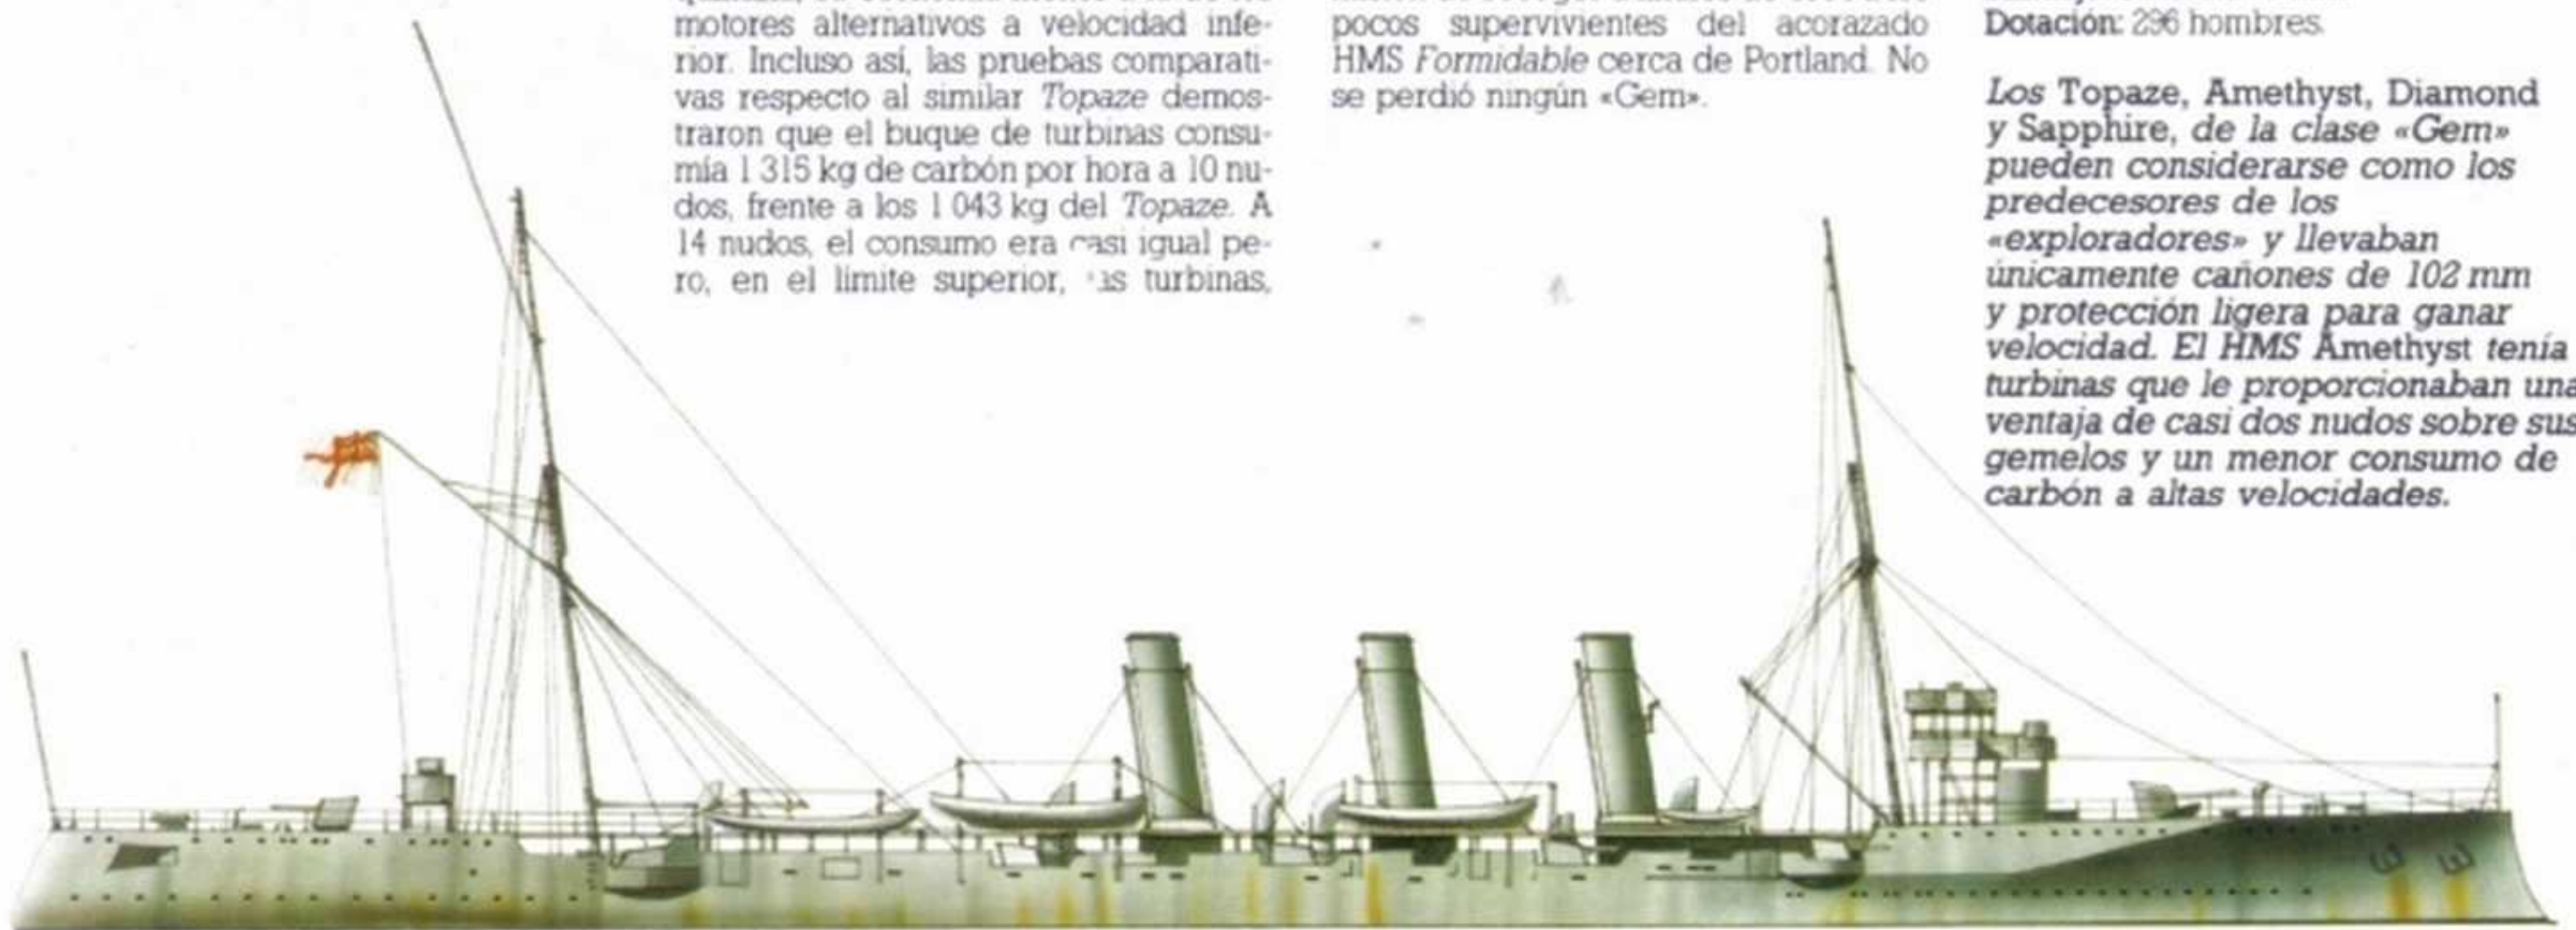 motores alternativos a velocidad infe-
rior. Incluso así, las pruebas comparati-
vas respecto al similar Topaze demos-
traron que el buque de turbinas consu-
mía 1 315 kg de carbón por hora a 10 nu-
dos, frente a los 1 043 kg del Topaze. A
14 nudos, el consumo era casi igual pe-
ro, en el límite superior, turbinas,
pocos supervivientes del acorazado
HMS Formidable cerca de Portland. No
se perdió ningún «Gem».
Dotación: 296 hombres.
Los Topaze, Amethyst, Diamond
y Sapphire, de la clase «Gem»
pueden considerarse como los
predecesores de los
«exploradores» y llevaban
únicamente cañones de 102 mm
y protección ligera para ganar
velocidad. El HMS Amethyst tenía
turbinas que le proporcionaban una
ventaja de casi dos nudos sobre sus
gemelos y un menor consumo de
carbón a altas velocidades.